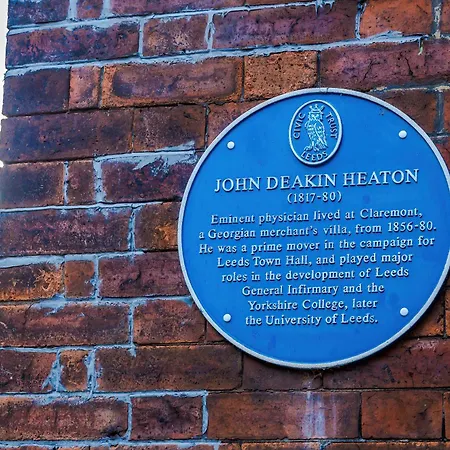 CIVIC TRUST
LEEDS
JOHN DEAKIN HEATON
(1817-80)
Eminent physician lived at Claremont,
a Georgian merchant's villa, from 1856-80.
He was a prime mover in the campaign for
Leeds Town Hall, and played major
roles in the development of Leeds
General Infirmary and the
Yorkshire College, later
the University of Leeds.